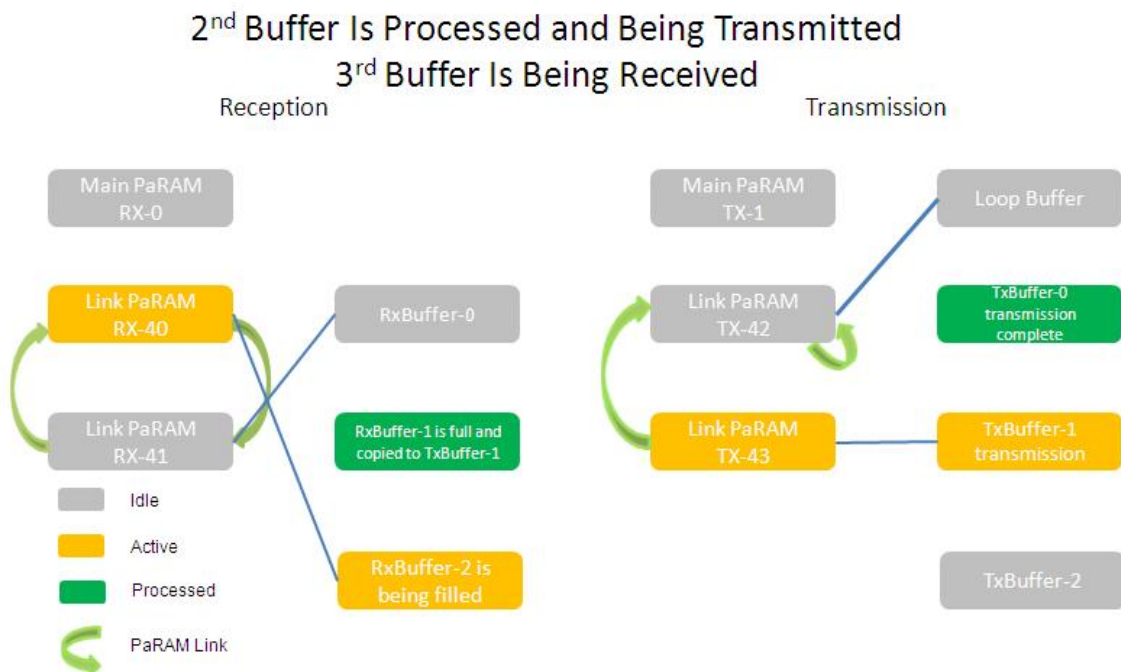 2nd Buffer Is Processed and Being Transmitted
3rd Buffer Is Being Received
Reception
Transmission
Main PaRAM
RX-0
Main PaRAM
TX-1
Loop Buffer
Link PaRAM
RX-40
RxBuffer-0
Link PaRAM
TX-42
TxBuffer-0
transmission
complete
Link PaRAM
RX-41
RxBuffer-1 is full and
copied to TxBuffer-1
Link PaRAM
TX-43
TxBuffer-1
transmission
Idle
Active
Processed
PaRAM Link
RxBuffer-2 is
being filled
TxBuffer-2